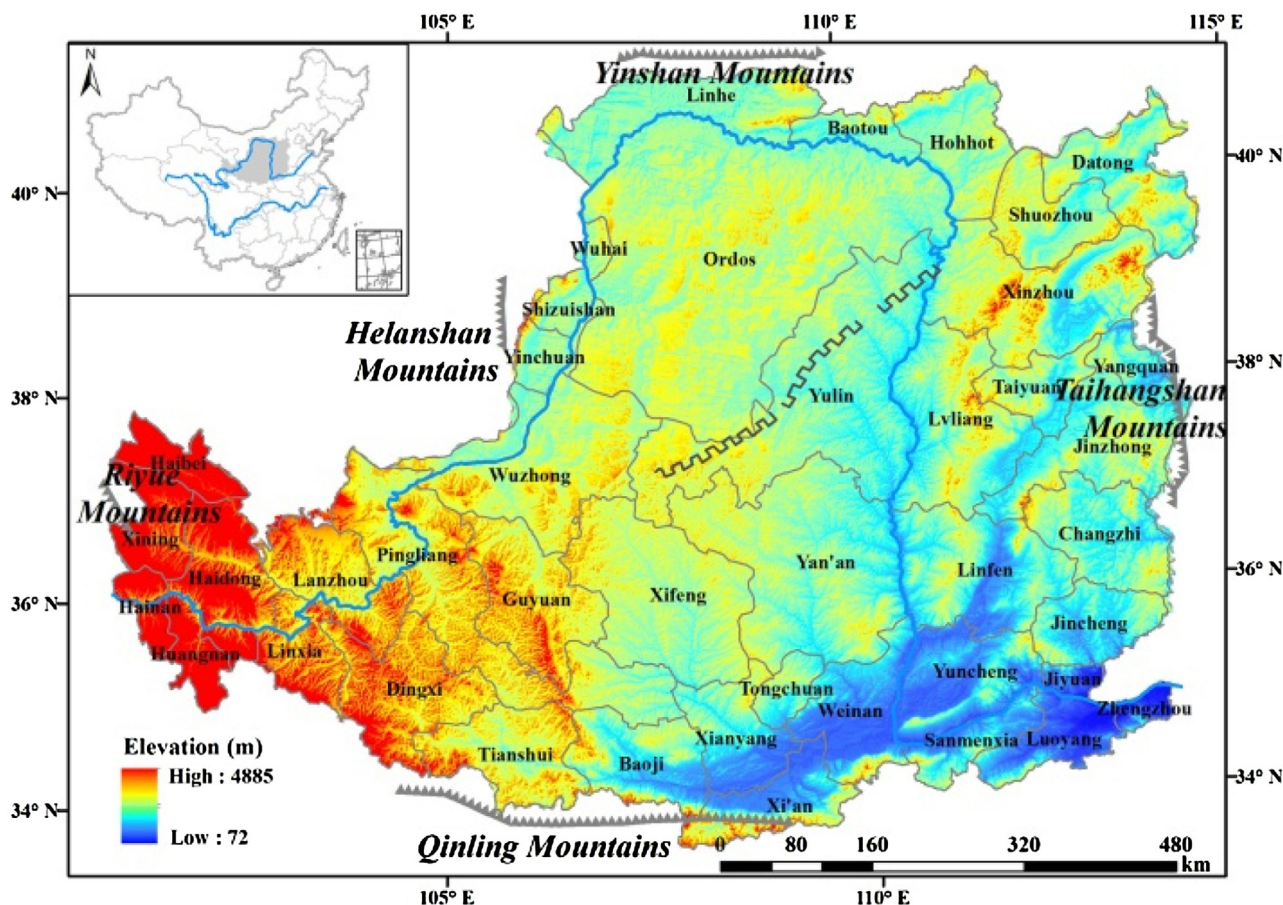 105° E
110° E
115° E
N
Yinshan Mountains
Linhe
Baotou
Hohhot
Datong
40° N
40° N
Shuozhou
Wuhai
Ordos
Xinzhou
Shizuishan
Helanshan
Mountains
Yinchuan
Yangquan
38° N
38° N
Taiyuan
Taihangshan
Mountains
Yulin
Lvliang
Jinzhong
Haibei
Riyue
Mountains
Wuzhong
Xining
Changzhi
Pingliang
Yan'an
Linfen
Haidong
Lanzhou
36° N
36° N
Hainan
Guyuan
Xifeng
Jincheng
Huangnan
Linxia
Dingxi
Tongchuan
Yuncheng
Jiyuan
Weinan
Zhengzhou
Elevation (m)
High : 4885
Low : 72
Tianshui
Xianyang
Baoji
Sanmenxia
Luoyang
34° N
34° N
Xi'an
Qinling Mountains
0 80 160 320 480
km
105° E
110° E